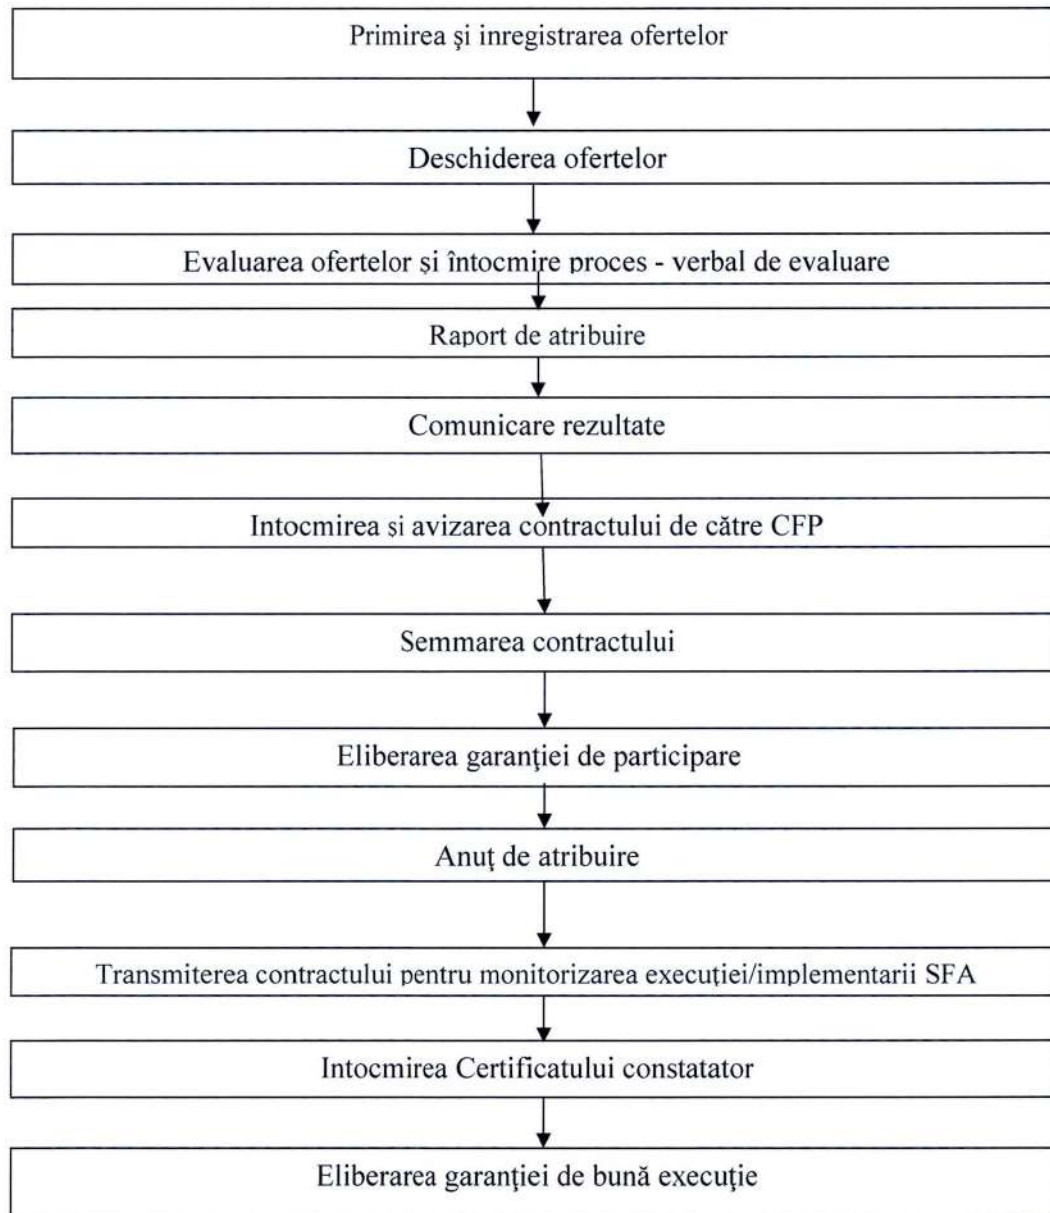 Primirea şi inregistrarea ofertelor
Deschiderea ofertelor
Evaluarea ofertelor și întocmire proces - verbal de evaluare
Raport de atribuire
Comunicare rezultate
Intocmirea și avizarea contractului de către CFP
Semmarea contractului
Eliberarea garanţiei de participare
Anuţ de atribuire
Transmiterea contractului pentru monitorizarea execuţiei/implementarii SFA
Intocmirea Certificatului constatator
Eliberarea garanţiei de bună execuţie